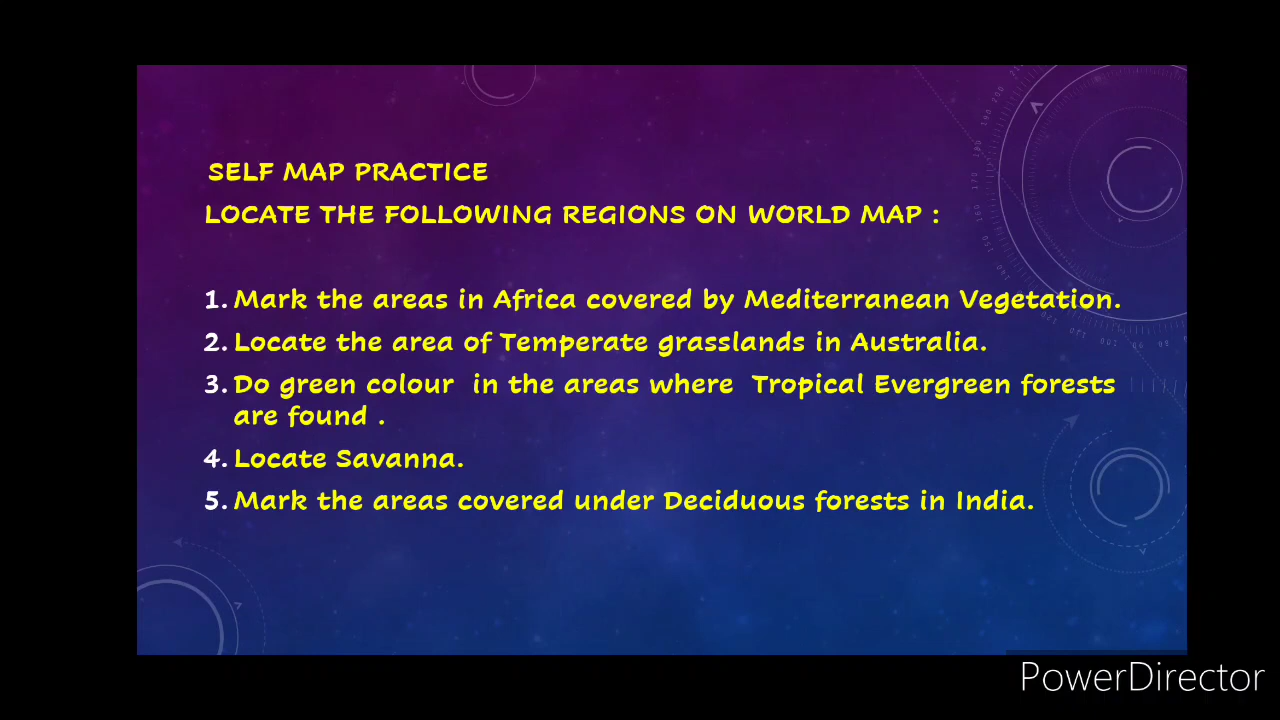 SELF MAP PRACTICE
LOCATE THE FOLLOWING REGIONS ON WORLD MAP :
1. Mark the areas in Africa covered by Mediterranean Vegetation.
2. Locate the area of Temperate grasslands in Australia.
3. Do green colour in the areas where Tropical Evergreen forests
are found .
4. Locate Savanna.
5. Mark the areas covered under Deciduous forests in India.
PowerDirector